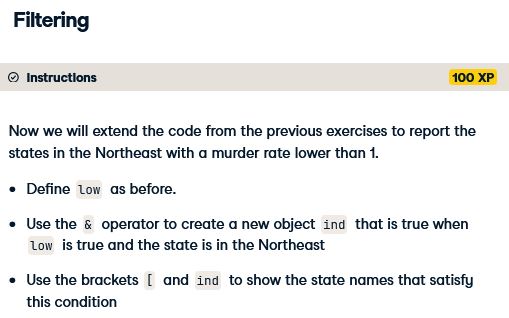 Filtering
Instructions
100 XP
Now we will extend the code from the previous exercises to report the
states in the Northeast with a murder rate lower than 1.
• Define low as before.
• Use the & operator to create a new object ind that is true when
low is true and the state is in the Northeast
• Use the brackets [ and ind to show the state names that satisfy
this condition